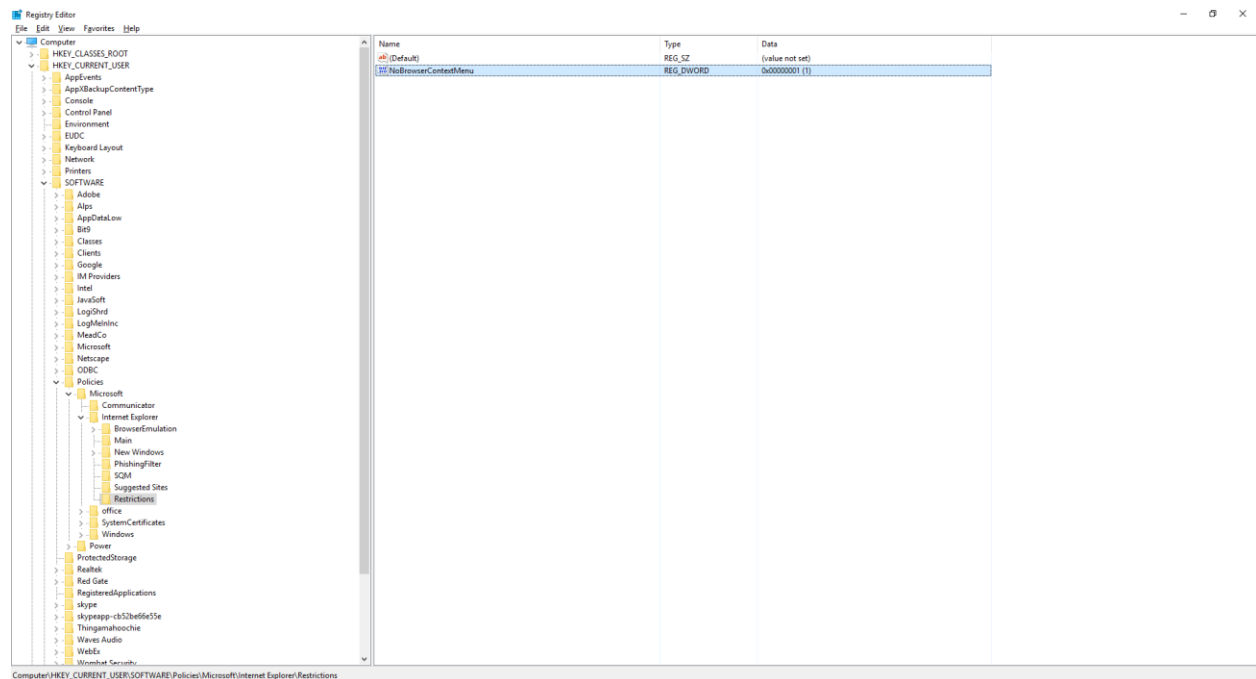 Registry Editor
File Edit View Favorites Help
Computer
HKEY_CLASSES_ROOT
HKEY_CURRENT_USER
AppEvents
AppXBackupContentType
Console
Control Panel
Environment
EUDC
Keyboard Layout
Network
Printers
SOFTWARE
Adobe
Alps
AppDataLow
Bit9
Classes
Clients
Google
IM Providers
Intel
JavaSoft
LogiShrd
LogMeInInc
MeadCo
Microsoft
Netscape
ODBC
Policies
Microsoft
Communicator
Internet Explorer
BrowserEmulation
Main
New Windows
PhishingFilter
SQM
Suggested Sites
Restrictions
office
SystemCertificates
Windows
Power
ProtectedStorage
Realtek
Red Gate
RegisteredApplications
skype
skypeapp-cb52be66e55e
Thingamahoochie
Waves Audio
WebEx
Wombat Security
Name Type Data
ab (Default) REG_SZ (value not set)
NoBrowserContextMenu REG_DWORD 0x00000001 (1)
Computer\HKEY_CURRENT_USER\SOFTWARE\Policies\Microsoft\Internet Explorer\Restrictions